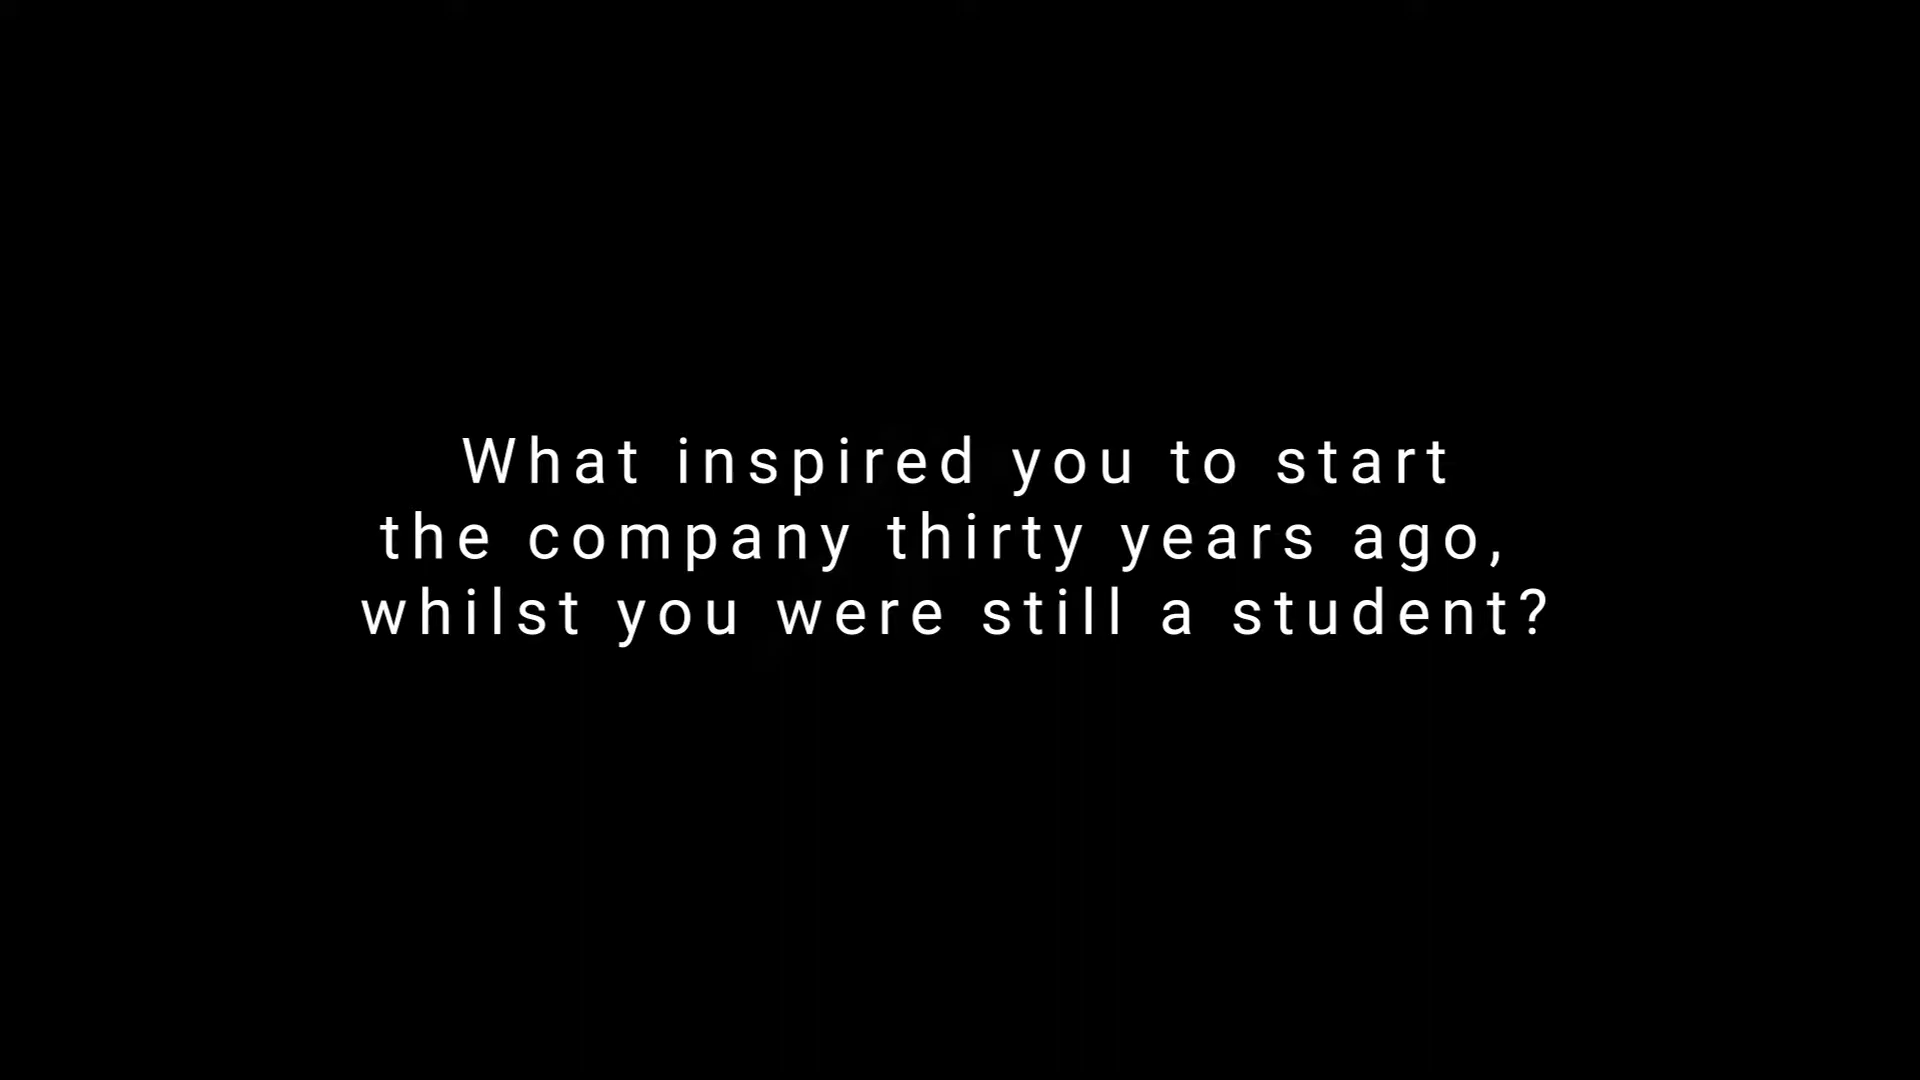 What inspired you to start
the company thirty years ago,
whilst you were still a student?